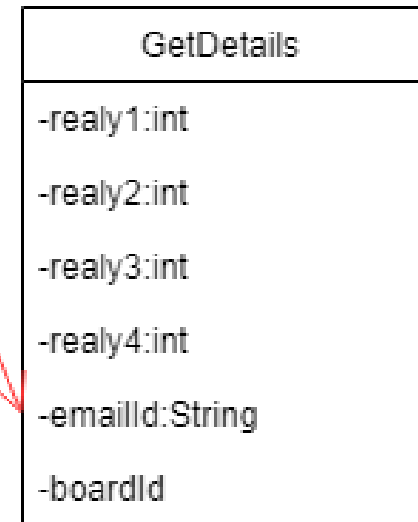 GetDetails
-realy1:int
-realy2:int
-realy3:int
-realy4:int
-emailId:String
-boardId